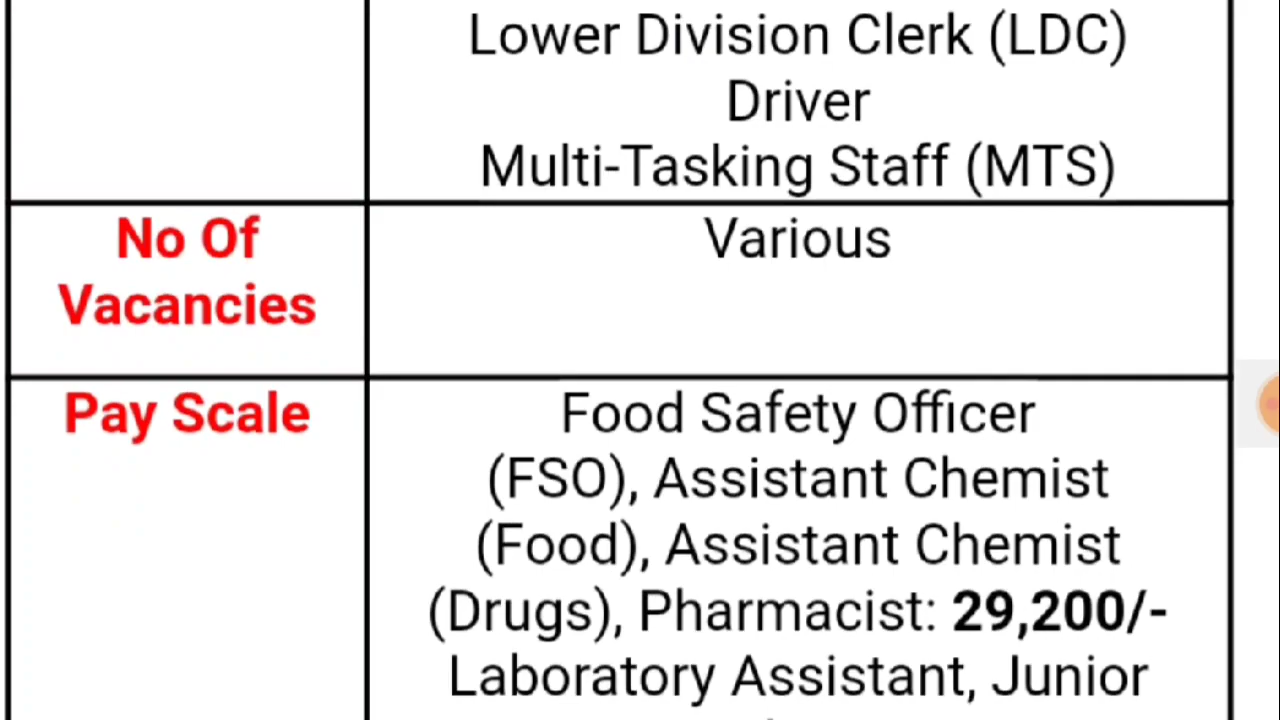 Lower Division Clerk (LDC)
Driver
Multi-Tasking Staff (MTS)
No Of
Vacancies
Various
Pay Scale
Food Safety Officer
(FSO), Assistant Chemist
(Food), Assistant Chemist
(Drugs), Pharmacist: 29,200/-
Laboratory Assistant, Junior